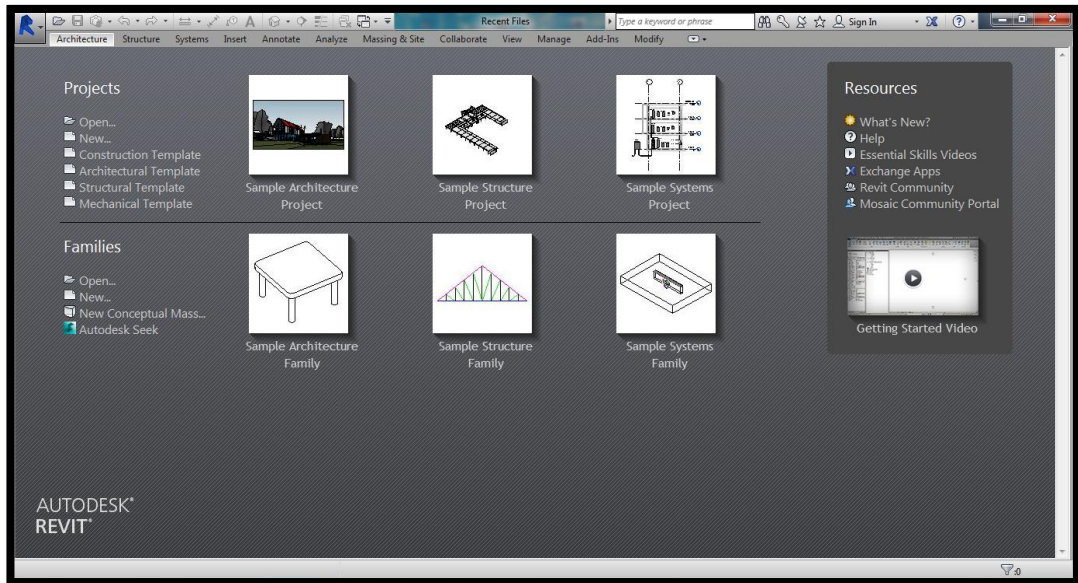 Recent Files
Type a keyword or phrase
Sign In
Architecture Structure Systems Insert Annotate Analyze Massing & Site Collaborate View Manage Add-Ins Modify
Projects
Open...
New...
Construction Template
Architectural Template
Structural Template
Mechanical Template
Sample Architecture
Project
Sample Structure
Project
Sample Systems
Project
Families
Open...
New...
New Conceptual Mass...
Autodesk Seek
Sample Architecture
Family
Sample Structure
Family
Sample Systems
Family
Resources
What's New?
Help
Essential Skills Videos
Exchange Apps
Revit Community
Mosaic Community Portal
Getting Started Video
AUTODESK®
REVIT®
:0